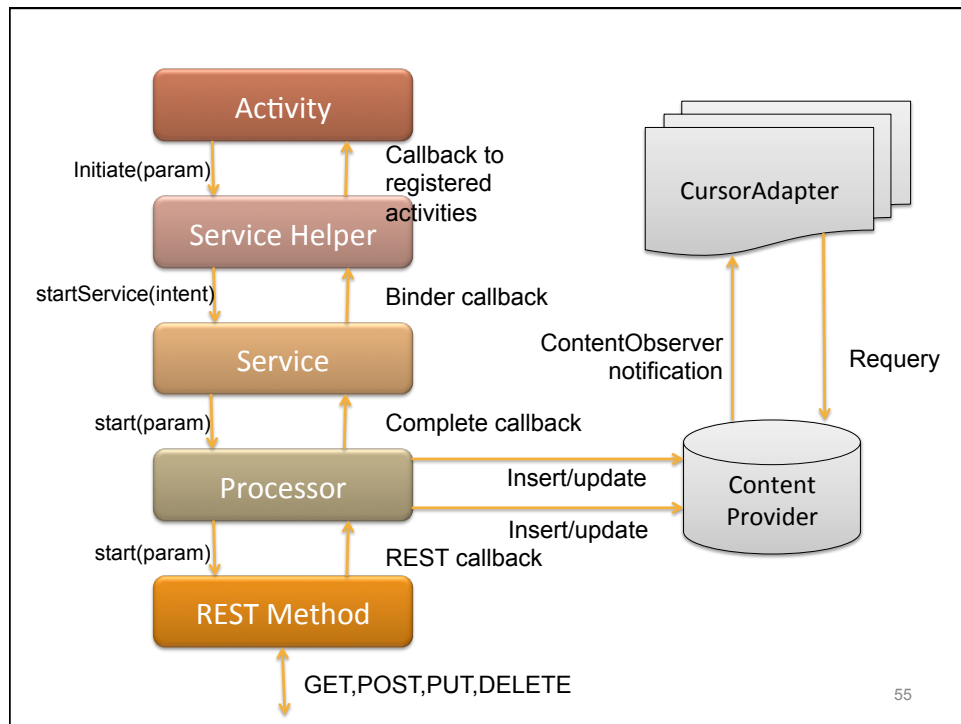 Activity
Initiate(param)
Callback to
registered
activities
CursorAdapter
Service Helper
startService(intent)
Binder callback
ContentObserver
notification
Requery
Service
start(param)
Complete callback
Processor
Insert/update
Content
Provider
Insert/update
start(param)
REST callback
REST Method
GET,POST,PUT,DELETE
55